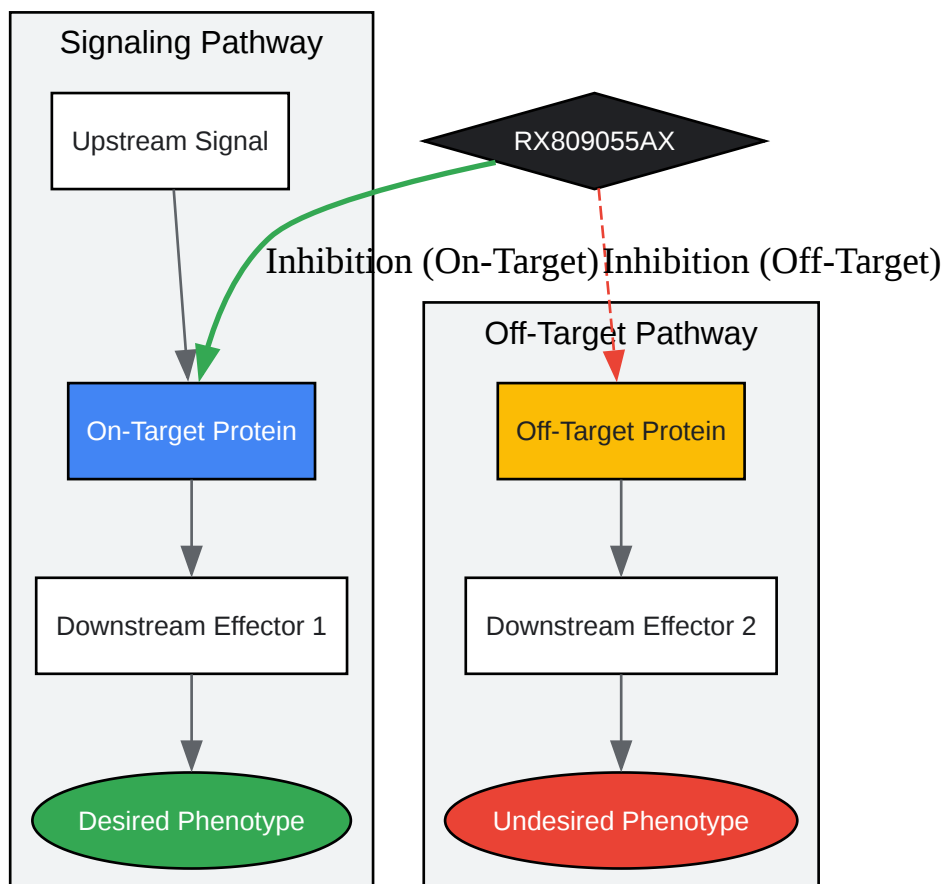 Signaling Pathway
Upstream Signal
RX809055AX
Inhibition (On-Target)
Inhibition (Off-Target)
Off-Target Pathway
On-Target Protein
Off-Target Protein
Downstream Effector 1
Downstream Effector 2
Desired Phenotype
Undesired Phenotype